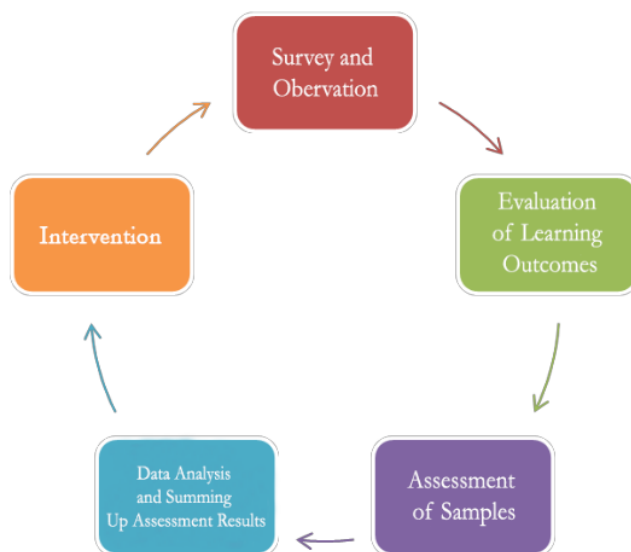 Survey and
Obervation
Evaluation
of Learning
Outcomes
Assessment
of Samples
Data Analysis
and Summing
Up Assessment Results
Intervention